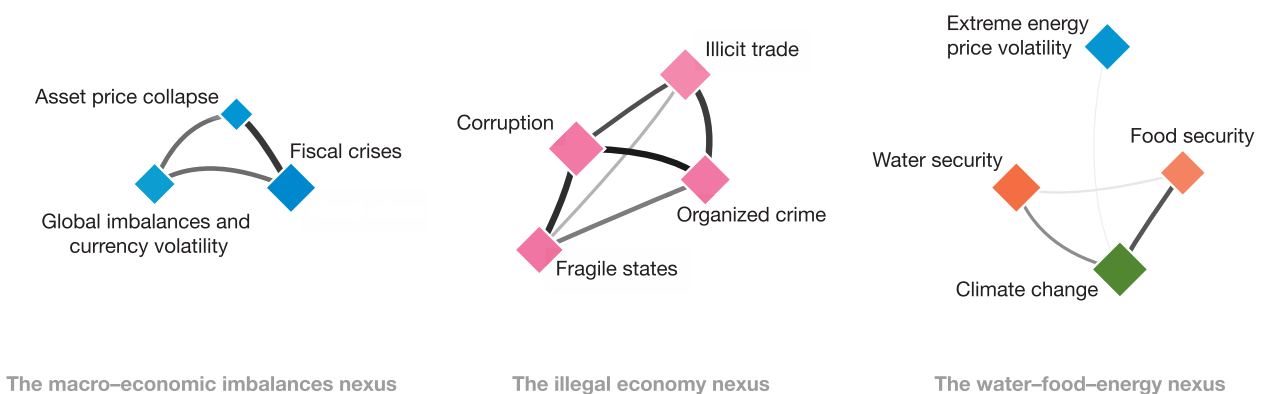 Asset price collapse
Fiscal crises
Global imbalances and
currency volatility
The macro–economic imbalances nexus
Illicit trade
Corruption
Organized crime
Fragile states
The illegal economy nexus
Extreme energy
price volatility
Food security
Water security
Climate change
The water–food–energy nexus